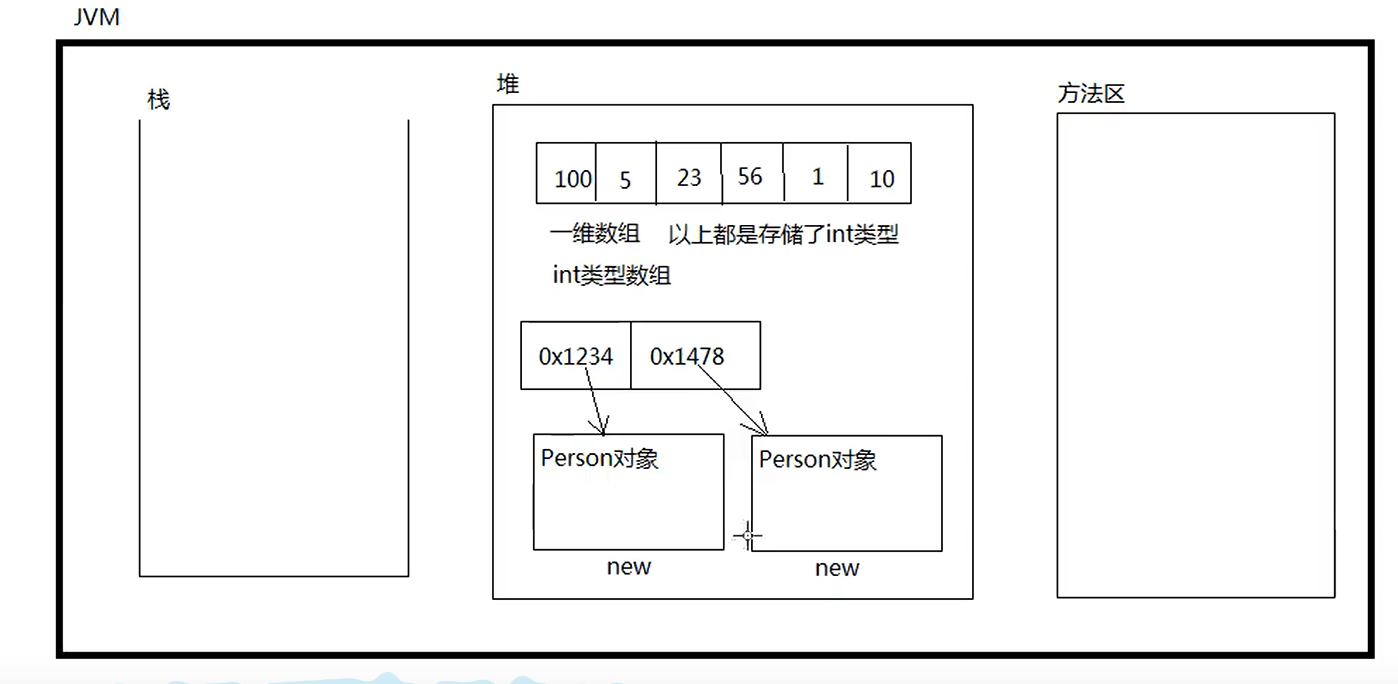 JVM
栈
堆
方法区
100 5 23 56 1 10
一维数组 以上都是存储了int类型
int类型数组
0x1234 0x1478
Person对象 Person对象
new new